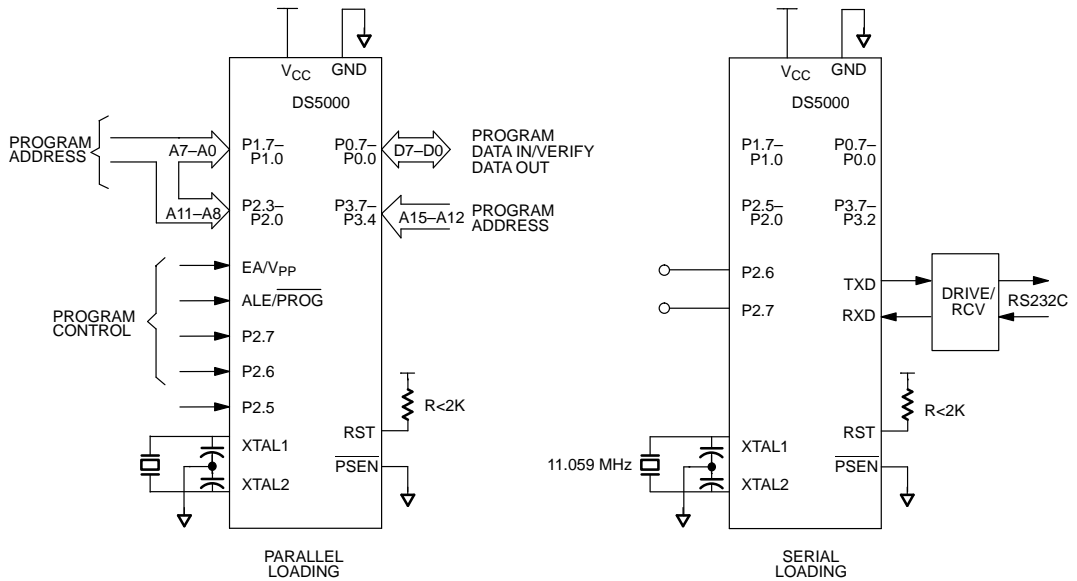 VCC GND
DS5000
PROGRAM
ADDRESS
A7–A0
P1.7–
P1.0
P0.7–
P0.0
D7–D0
PROGRAM
DATA IN/VERIFY
DATA OUT
A11–A8
P2.3–
P2.0
P3.7–
P3.4
A15–A12
PROGRAM
ADDRESS
PROGRAM
CONTROL
EA/VPP
ALE/PROG
P2.7
P2.6
P2.5
R<2K
RST
XTAL1
PSEN
XTAL2
PARALLEL
LOADING
VCC GND
DS5000
P1.7–
P1.0
P0.7–
P0.0
P2.5–
P2.0
P3.7–
P3.2
P2.6
P2.7
TXD
RXD
DRIVE/
RCV
RS232C
R<2K
RST
11.059 MHz
XTAL1
PSEN
XTAL2
SERIAL
LOADING